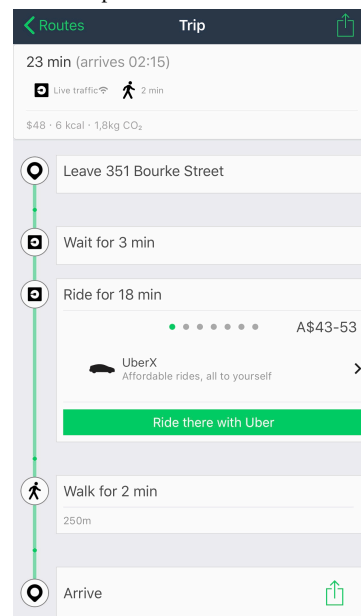 Routes
Trip
23 min (arrives 02:15)
Live traffic
2 min
$48 · 6 kcal · 1,8kg CO₂
Leave 351 Bourke Street
Wait for 3 min
Ride for 18 min
A$43-53
UberX
Affordable rides, all to yourself
Ride there with Uber
Walk for 2 min
250m
Arrive